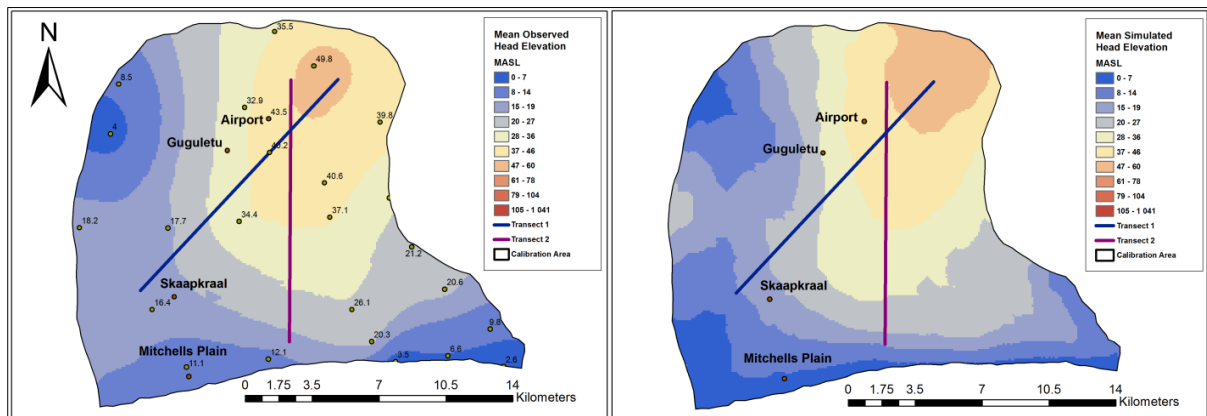 N
35.5
49.8
8.5
32.9
43.5
Airport
39.8
4
Guguletu
40.6
37.1
34.4
18.2
17.7
21.2
Skaapkraal
20.6
16.4
26.1
9.8
20.3
Mitchells Plain
12.1
6.6
3.5
2.6
11.1
0 1.75 3.5 7 10.5 14
Kilometers
Mean Observed
Head Elevation
MASL
0 - 7
8 - 14
15 - 19
20 - 27
28 - 36
37 - 46
47 - 60
61 - 78
79 - 104
105 - 1 041
Transect 1
Transect 2
Calibration Area
Airport
Guguletu
Skaapkraal
Mitchells Plain
0 1.75 3.5 7 10.5 14
Kilometers
Mean Simulated
Head Elevation
MASL
0 - 7
8 - 14
15 - 19
20 - 27
28 - 36
37 - 46
47 - 60
61 - 78
79 - 104
105 - 1 041
Transect 1
Transect 2
Calibration Area